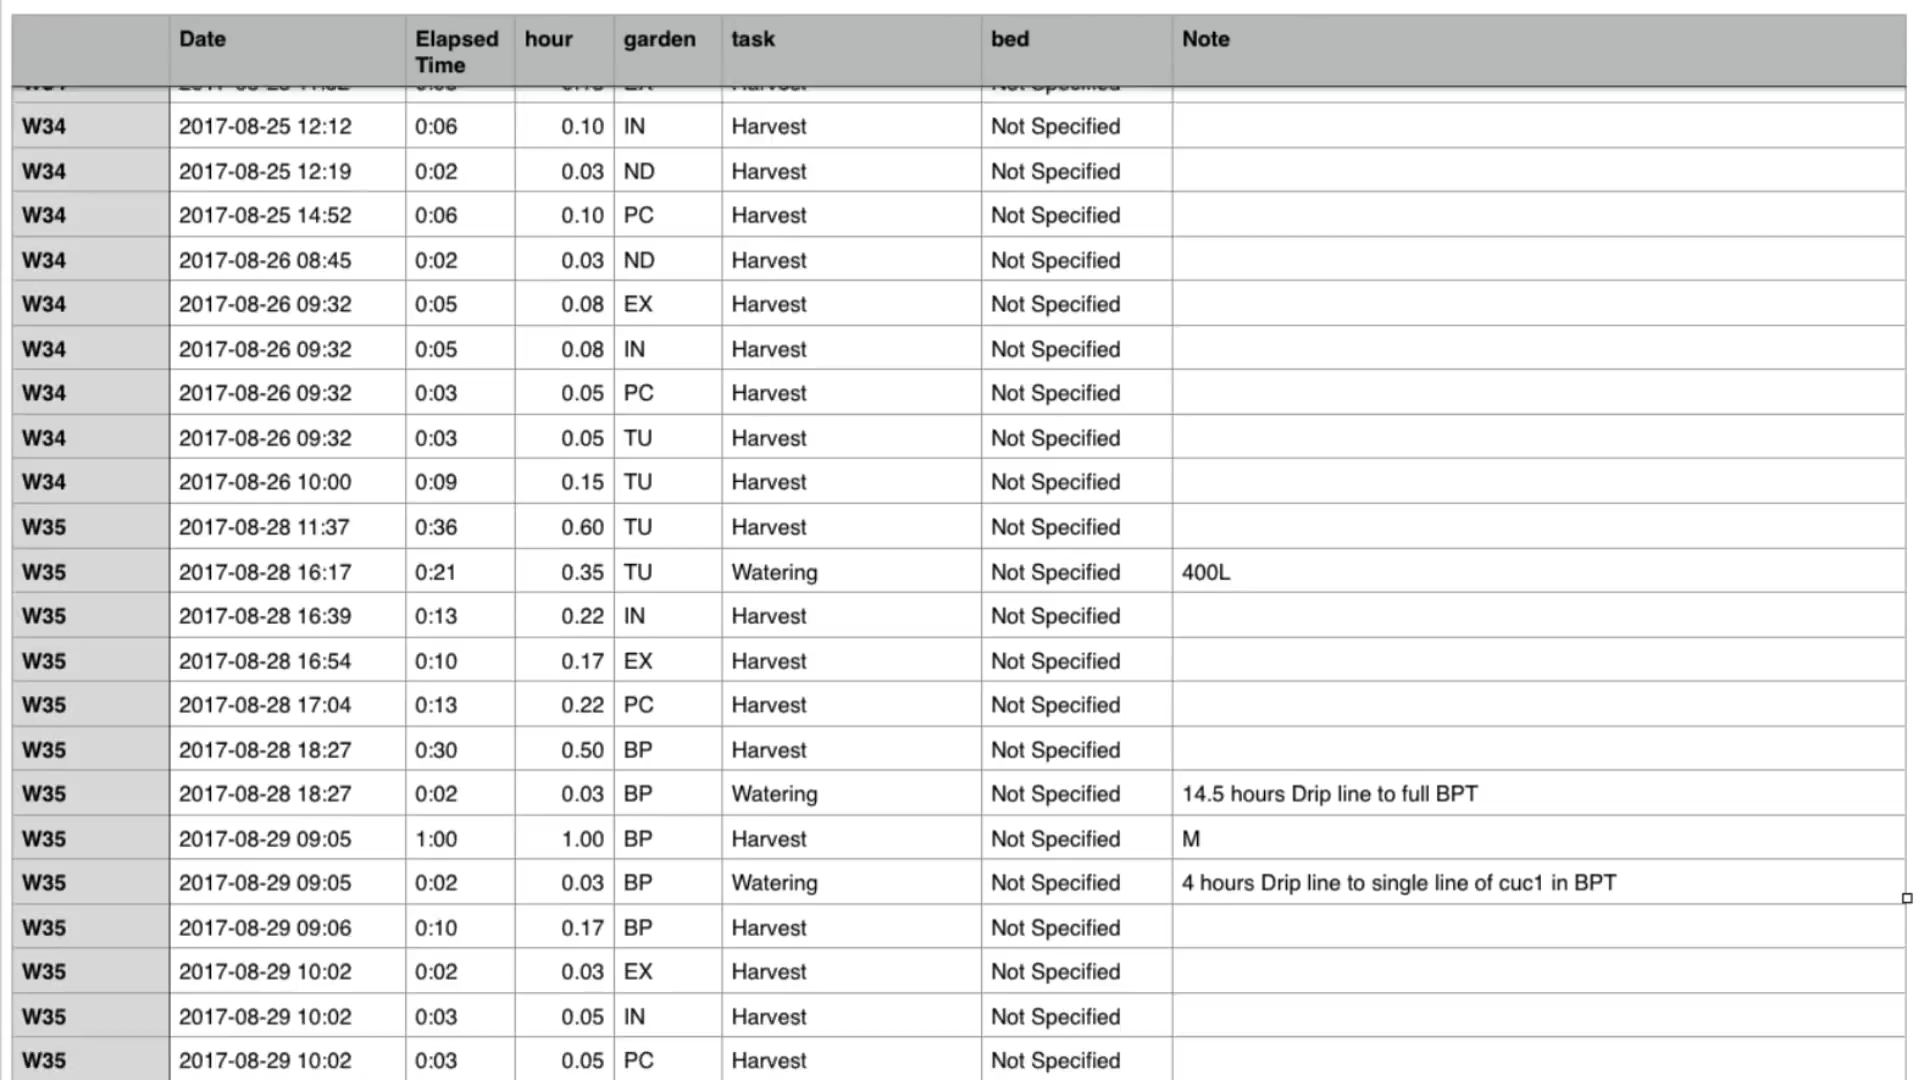 Date Elapsed Time hour garden task bed Note
W34 2017-08-25 12:12 0:06 0.10 IN Harvest Not Specified
W34 2017-08-25 12:19 0:02 0.03 ND Harvest Not Specified
W34 2017-08-25 14:52 0:06 0.10 PC Harvest Not Specified
W34 2017-08-26 08:45 0:02 0.03 ND Harvest Not Specified
W34 2017-08-26 09:32 0:05 0.08 EX Harvest Not Specified
W34 2017-08-26 09:32 0:05 0.08 IN Harvest Not Specified
W34 2017-08-26 09:32 0:03 0.05 PC Harvest Not Specified
W34 2017-08-26 09:32 0:03 0.05 TU Harvest Not Specified
W34 2017-08-26 10:00 0:09 0.15 TU Harvest Not Specified
W35 2017-08-28 11:37 0:36 0.60 TU Harvest Not Specified
W35 2017-08-28 16:17 0:21 0.35 TU Watering Not Specified 400L
W35 2017-08-28 16:39 0:13 0.22 IN Harvest Not Specified
W35 2017-08-28 16:54 0:10 0.17 EX Harvest Not Specified
W35 2017-08-28 17:04 0:13 0.22 PC Harvest Not Specified
W35 2017-08-28 18:27 0:30 0.50 BP Harvest Not Specified
W35 2017-08-28 18:27 0:02 0.03 BP Watering Not Specified 14.5 hours Drip line to full BPT
W35 2017-08-29 09:05 1:00 1.00 BP Harvest Not Specified M
W35 2017-08-29 09:05 0:02 0.03 BP Watering Not Specified 4 hours Drip line to single line of cuc1 in BPT
W35 2017-08-29 09:06 0:10 0.17 BP Harvest Not Specified
W35 2017-08-29 10:02 0:02 0.03 EX Harvest Not Specified
W35 2017-08-29 10:02 0:03 0.05 IN Harvest Not Specified
W35 2017-08-29 10:02 0:03 0.05 PC Harvest Not Specified